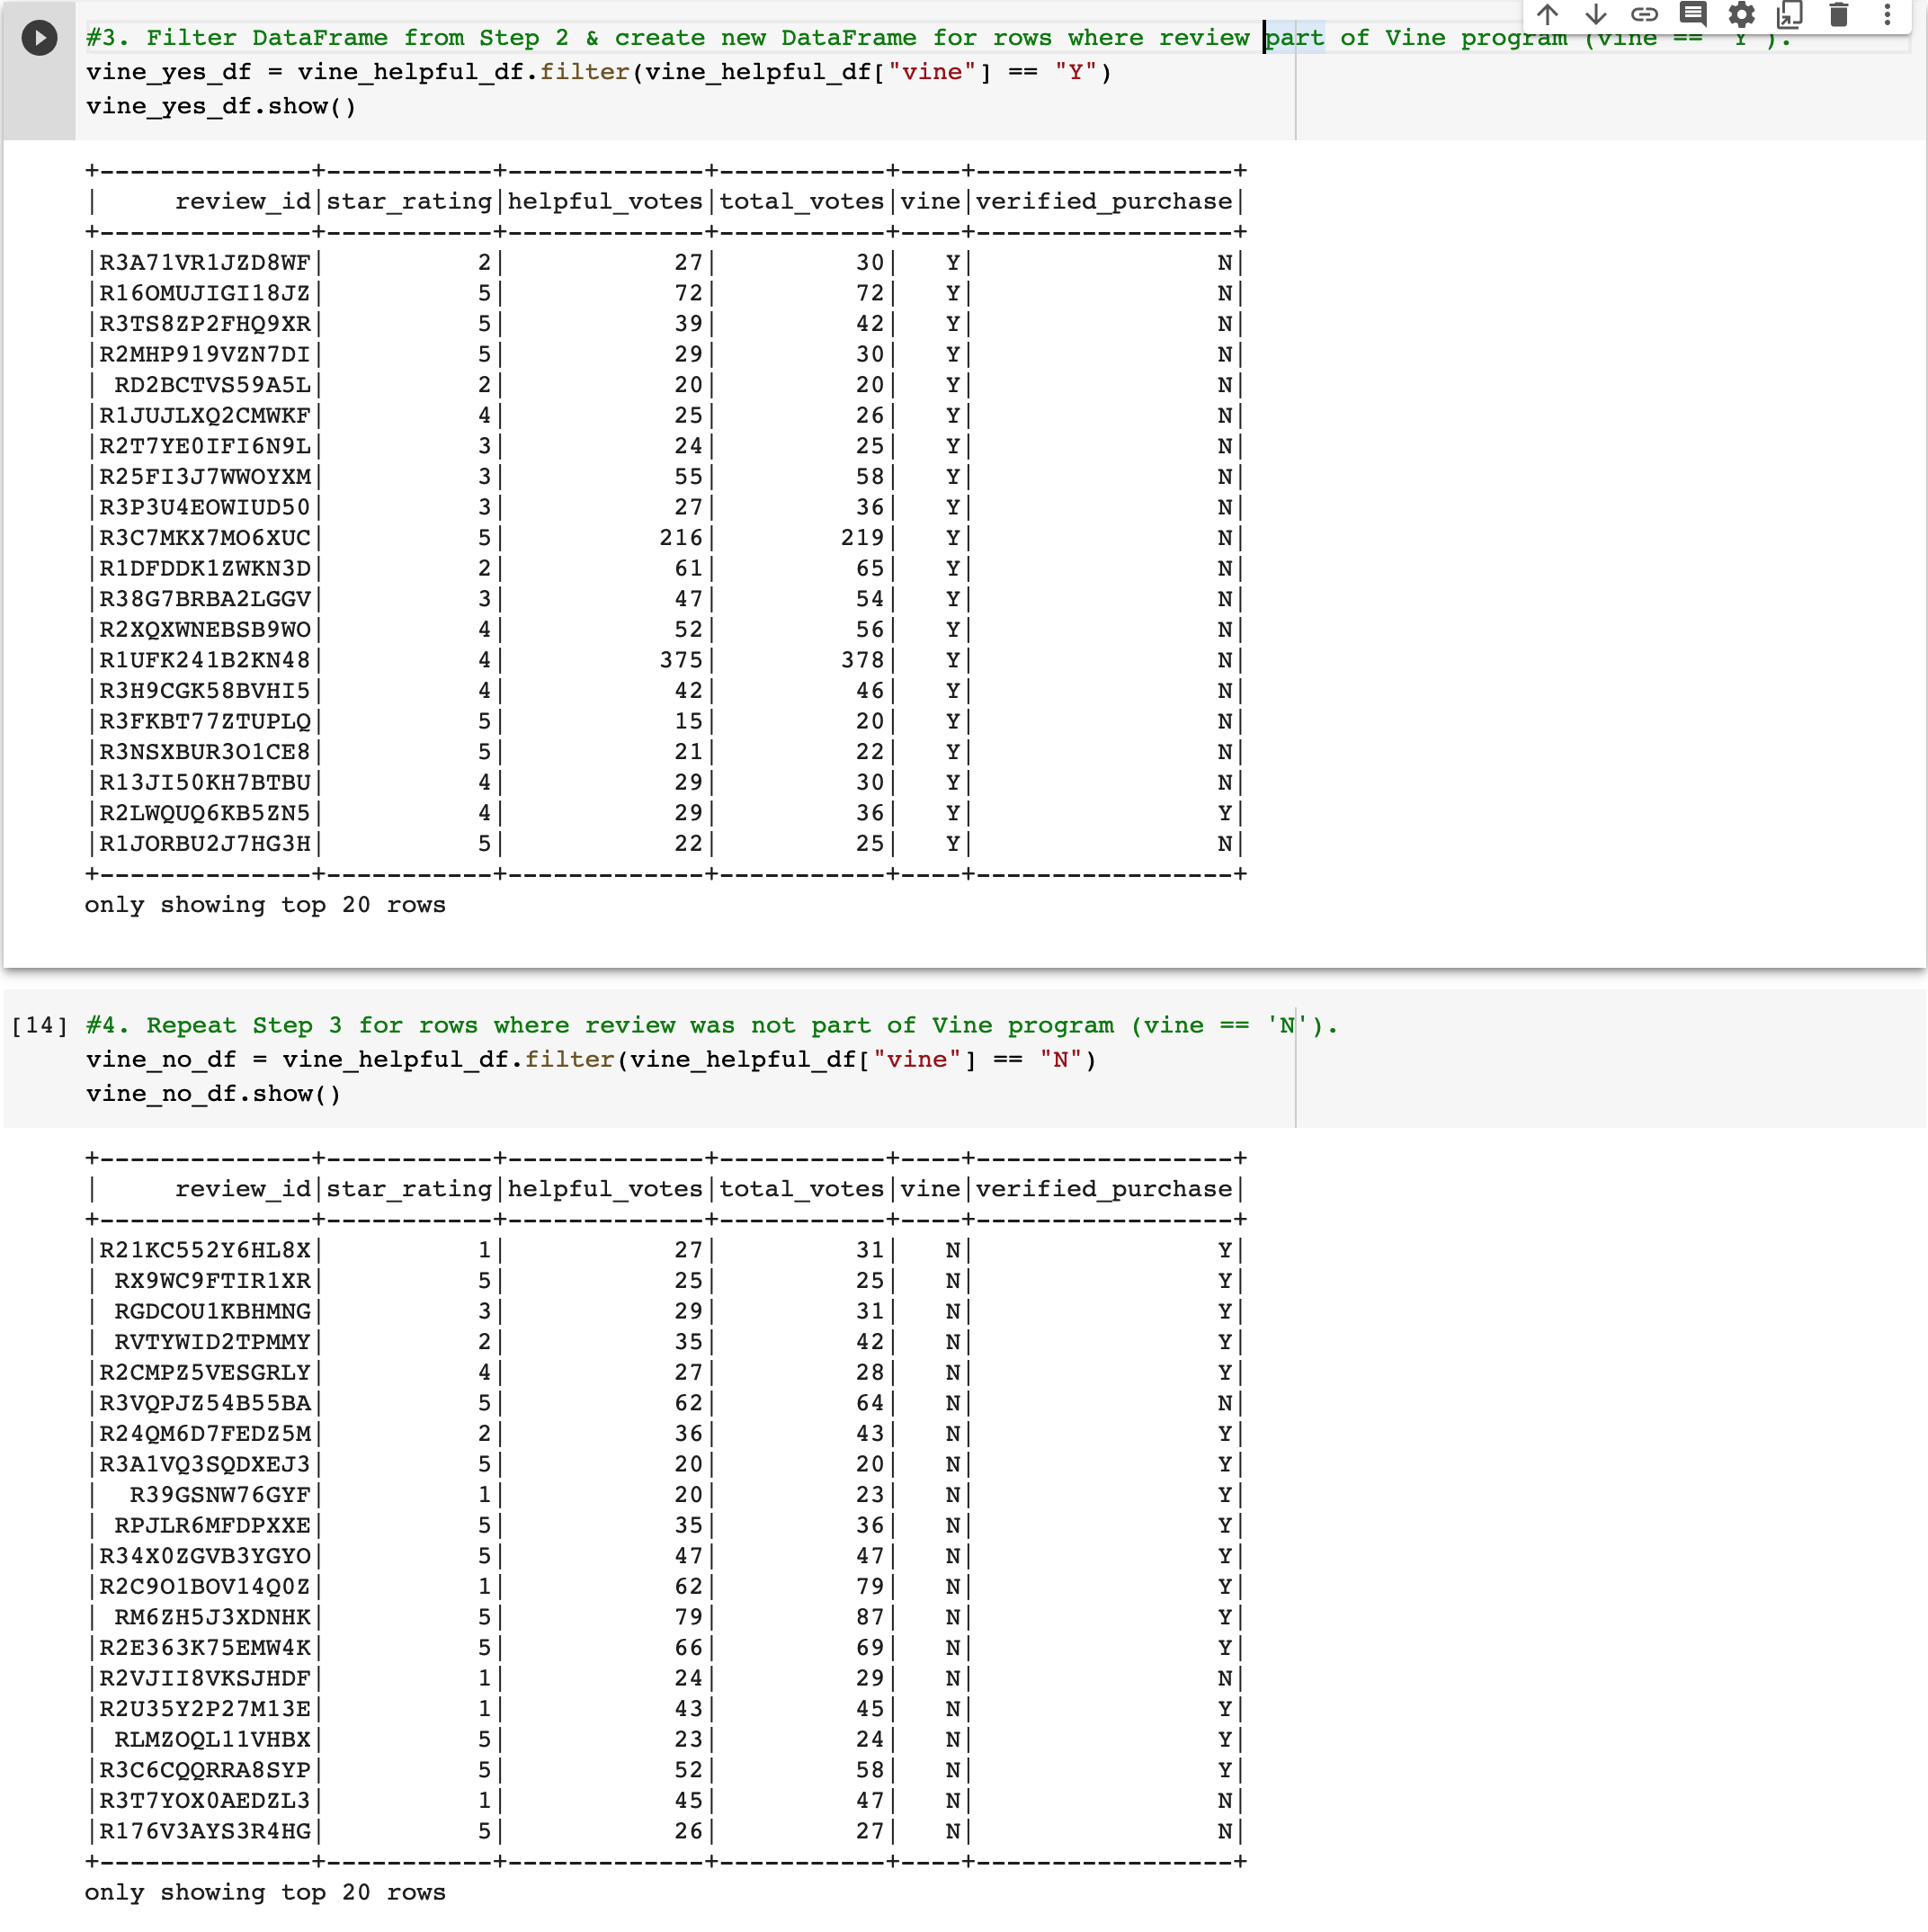 #3. Filter DataFrame from Step 2 & create new DataFrame for rows where review part of Vine program (vine == 'Y').
vine_yes_df = vine_helpful_df.filter(vine_helpful_df["vine"] == "Y")
vine_yes_df.show()
+--------------+-----------+-------------+-----------+----+-----------------+
|     review_id|star_rating|helpful_votes|total_votes|vine|verified_purchase|
+--------------+-----------+-------------+-----------+----+-----------------+
|R3A71VR1JZD8WF|          2|           27|         30|   Y|                N|
|R16OMUJIGI18JZ|          5|           72|         72|   Y|                N|
|R3TS8ZP2FHQ9XR|          5|           39|         42|   Y|                N|
|R2MHP919VZN7DI|          5|           29|         30|   Y|                N|
| RD2BCTVS59A5L|          2|           20|         20|   Y|                N|
|R1JUJLXQ2CMWKF|          4|           25|         26|   Y|                N|
|R2T7YE0IFI6N9L|          3|           24|         25|   Y|                N|
|R25FI3J7WWOYXM|          3|           55|         58|   Y|                N|
|R3P3U4EOWIUD50|          3|           27|         36|   Y|                N|
|R3C7MKX7MO6XUC|          5|          216|        219|   Y|                N|
|R1DFDDK1ZWKN3D|          2|           61|         65|   Y|                N|
|R38G7BRBA2LGGV|          3|           47|         54|   Y|                N|
|R2XQXWNEBSB9WO|          4|           52|         56|   Y|                N|
|R1UFK241B2KN48|          4|          375|        378|   Y|                N|
|R3H9CGK58BVHI5|          4|           42|         46|   Y|                N|
|R3FKBT77ZTUPLQ|          5|           15|         20|   Y|                N|
|R3NSXBUR3O1CE8|          5|           21|         22|   Y|                N|
|R13JI50KH7BTBU|          4|           29|         30|   Y|                N|
|R2LWQUQ6KB5ZN5|          4|           29|         36|   Y|                Y|
|R1JORBU2J7HG3H|          5|           22|         25|   Y|                N|
+--------------+-----------+-------------+-----------+----+-----------------+
only showing top 20 rows
[14] #4. Repeat Step 3 for rows where review was not part of Vine program (vine == 'N').
vine_no_df = vine_helpful_df.filter(vine_helpful_df["vine"] == "N")
vine_no_df.show()
+--------------+-----------+-------------+-----------+----+-----------------+
|     review_id|star_rating|helpful_votes|total_votes|vine|verified_purchase|
+--------------+-----------+-------------+-----------+----+-----------------+
|R21KC552Y6HL8X|          1|           27|         31|   N|                Y|
| RX9WC9FTIR1XR|          5|           25|         25|   N|                Y|
| RGDCOU1KBHMNG|          3|           29|         31|   N|                Y|
| RVTYWID2TPMMY|          2|           35|         42|   N|                Y|
|R2CMPZ5VESGRLY|          4|           27|         28|   N|                Y|
|R3VQPJZ54B55BA|          5|           62|         64|   N|                N|
|R24QM6D7FEDZ5M|          2|           36|         43|   N|                Y|
|R3A1VQ3SQDXEJ3|          5|           20|         20|   N|                Y|
|  R39GSNW76GYF|          1|           20|         23|   N|                Y|
| RPJLR6MFDPXXE|          5|           35|         36|   N|                Y|
|R34X0ZGVB3YGYO|          5|           47|         47|   N|                Y|
|R2C9O1BOV14Q0Z|          1|           62|         79|   N|                Y|
| RM6ZH5J3XDNHK|          5|           79|         87|   N|                Y|
|R2E363K75EMW4K|          5|           66|         69|   N|                Y|
|R2VJII8VKSJHDF|          1|           24|         29|   N|                N|
|R2U35Y2P27M13E|          1|           43|         45|   N|                Y|
| RLMZOQL11VHBX|          5|           23|         24|   N|                Y|
|R3C6CQQRRA8SYP|          5|           52|         58|   N|                Y|
|R3T7YOX0AEDZL3|          1|           45|         47|   N|                N|
|R176V3AYS3R4HG|          5|           26|         27|   N|                N|
+--------------+-----------+-------------+-----------+----+-----------------+
only showing top 20 rows